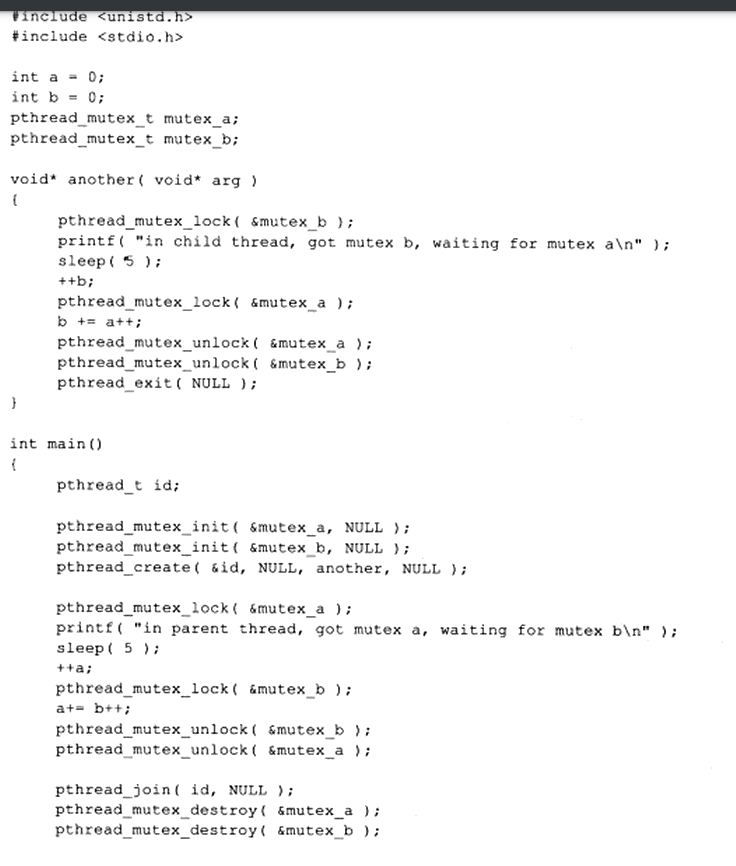 #include <unistd.h>
#include <stdio.h>
int a = 0;
int b = 0;
pthread_mutex_t mutex_a;
pthread_mutex_t mutex_b;
void* another( void* arg )
{
pthread_mutex_lock( &mutex_b );
printf( "in child thread, got mutex b, waiting for mutex a\n" );
sleep( 5 );
++b;
pthread_mutex_lock( &mutex_a );
b += a++;
pthread_mutex_unlock( &mutex_a );
pthread_mutex_unlock( &mutex_b );
pthread_exit( NULL );
}
int main()
{
pthread_t id;
pthread_mutex_init( &mutex_a, NULL );
pthread_mutex_init( &mutex_b, NULL );
pthread_create( &id, NULL, another, NULL );
pthread_mutex_lock( &mutex_a );
printf( "in parent thread, got mutex a, waiting for mutex b\n" );
sleep( 5 );
++a;
pthread_mutex_lock( &mutex_b );
a+= b++;
pthread_mutex_unlock( &mutex_b );
pthread_mutex_unlock( &mutex_a );
pthread_join( id, NULL );
pthread_mutex_destroy( &mutex_a );
pthread_mutex_destroy( &mutex_b );